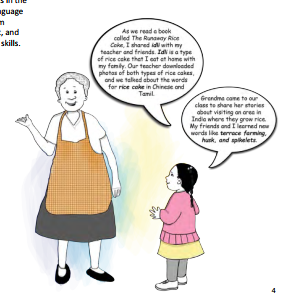 s in the
nguage
m
, and
skills.
As we read a book
called The Runaway Rice
Cake, I shared idli with my
teacher and friends. Idli is a type
of rice cake that I eat at home with
my family. Our teacher downloaded
photos of both types of rice cakes,
and we talked about the words
for rice cake in Chinese and
Tamil.
Grandma came to our
class to share her stories
about visiting an area in
India where they grow rice.
My friends and I learned new
words like terrace farming,
husk, and spikelets.
4